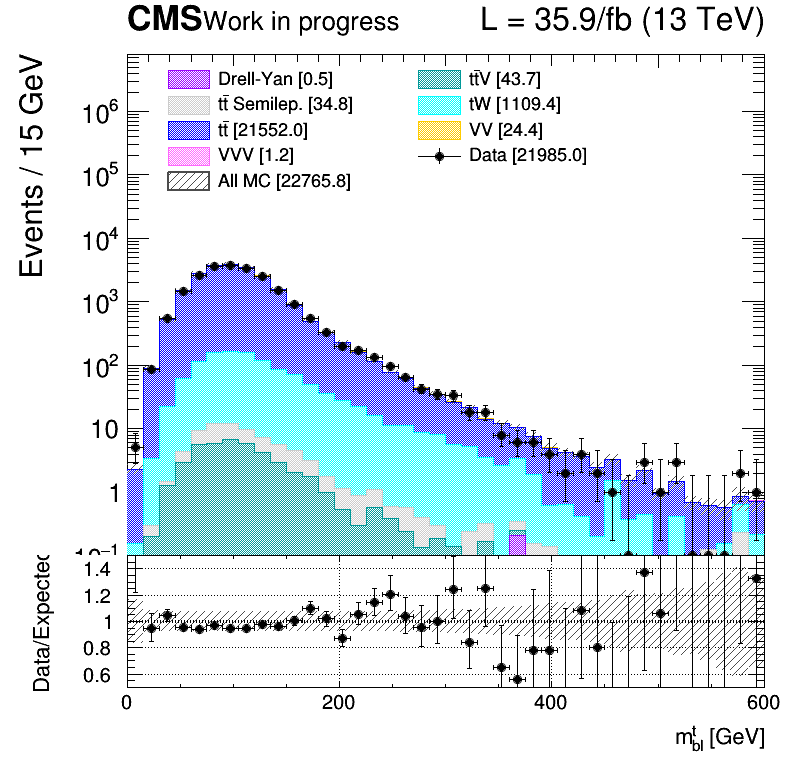 CMS Work in progress L = 35.9/fb (13 TeV)
Events / 15 GeV
Drell-Yan [0.5]
tt̄ Semilep. [34.8]
tt̄ [21552.0]
VVV [1.2]
All MC [22765.8]
tt̄V [43.7]
tW [1109.4]
VV [24.4]
Data [21985.0]
10⁶
10⁵
10⁴
10³
10²
10
1
10⁻¹
Data/Expected
1.4
1.2
1
0.8
0.6
0 200 400 600
mᵗbl [GeV]